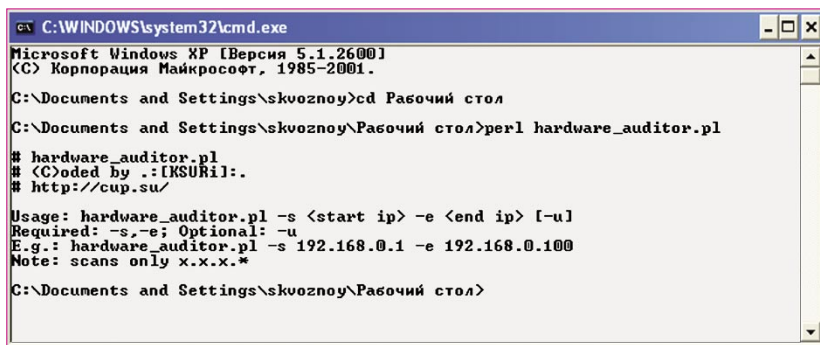 C:\WINDOWS\system32\cmd.exe
Microsoft Windows XP [Версия 5.1.2600]
(C) Корпорация Майкрософт, 1985-2001.
C:\Documents and Settings\skvoznoy>cd Рабочий стол
C:\Documents and Settings\skvoznoy\Рабочий стол>perl hardware_auditor.pl
# hardware_auditor.pl
# (C)oded by .:[KSURi]:.
# http://cup.su/
Usage: hardware_auditor.pl -s <start ip> -e <end ip> [-u]
Required: -s,-e; Optional: -u
E.g.: hardware_auditor.pl -s 192.168.0.1 -e 192.168.0.100
Note: scans only x.x.x.*
C:\Documents and Settings\skvoznoy\Рабочий стол>